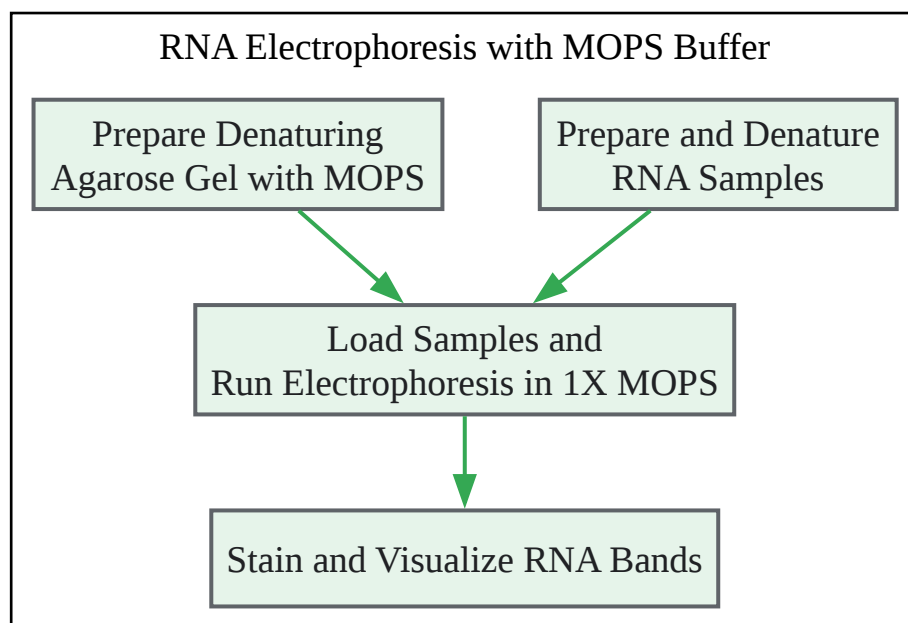 RNA Electrophoresis with MOPS Buffer
Prepare Denaturing
Agarose Gel with MOPS
Prepare and Denature
RNA Samples
Load Samples and
Run Electrophoresis in 1X MOPS
Stain and Visualize RNA Bands